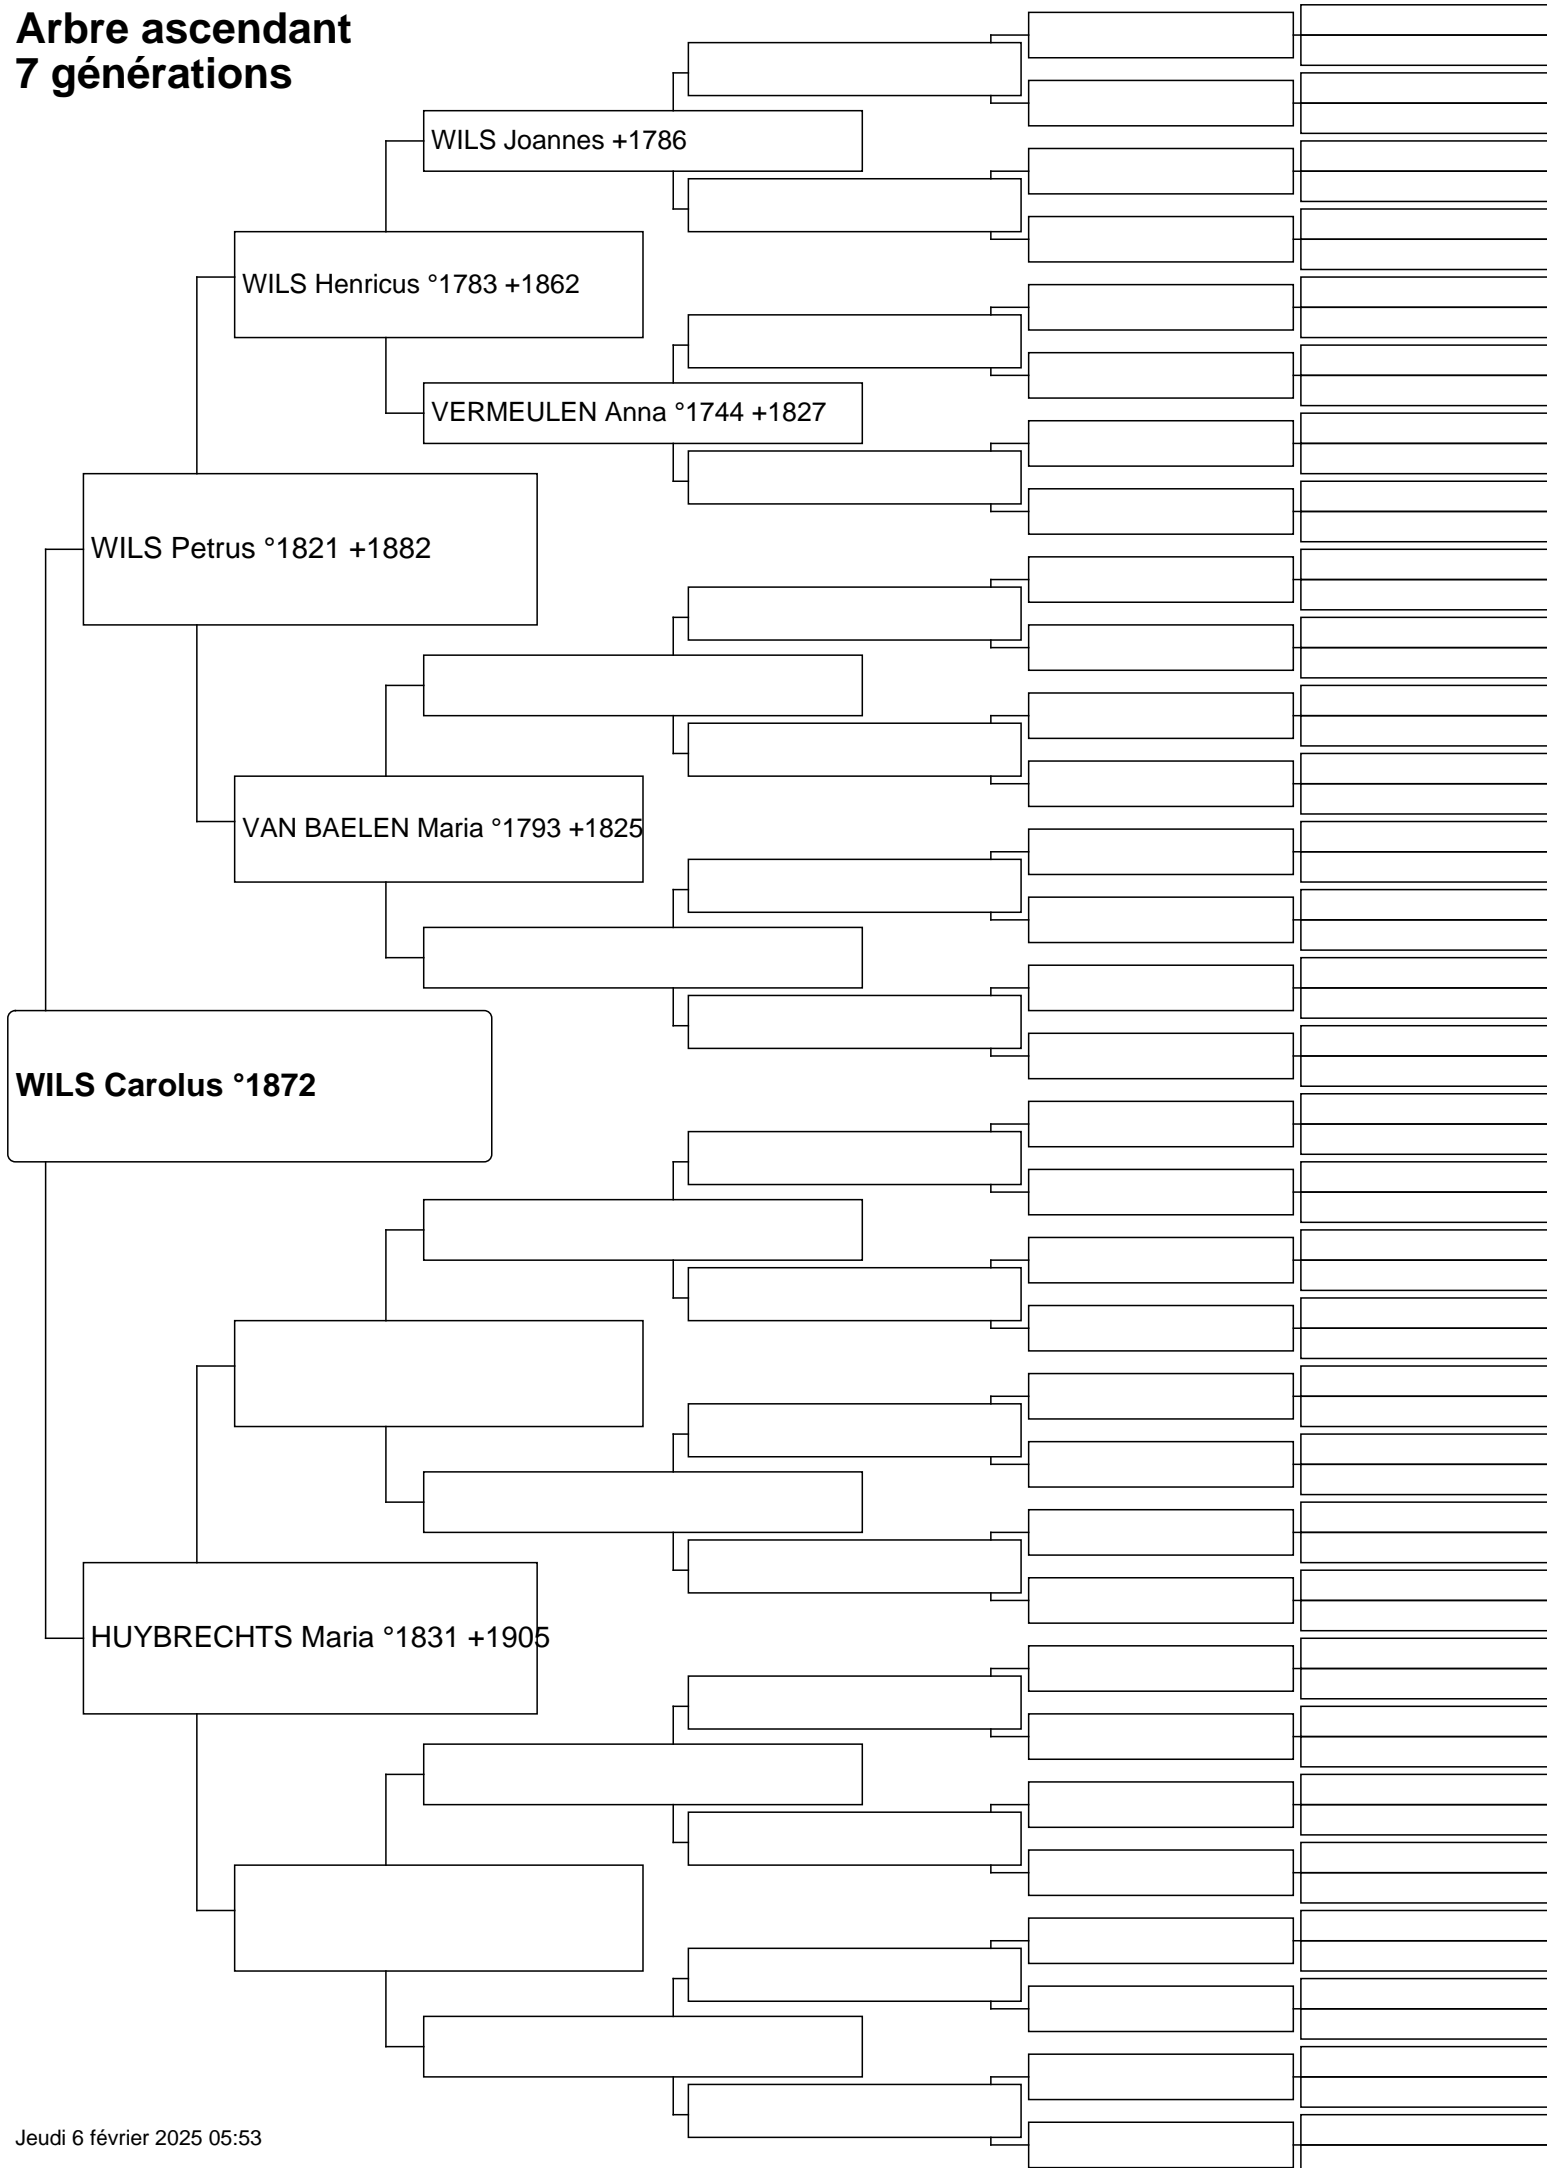 Arbre ascendant
7 générations
WILS Joannes +1786
WILS Henricus °1783 +1862
VERMEULEN Anna °1744 +1827
WILS Petrus °1821 +1882
VAN BAELEN Maria °1793 +1825
WILS Carolus °1872
HUYBRECHTS Maria °1831 +1905
Jeudi 6 février 2025 05:53